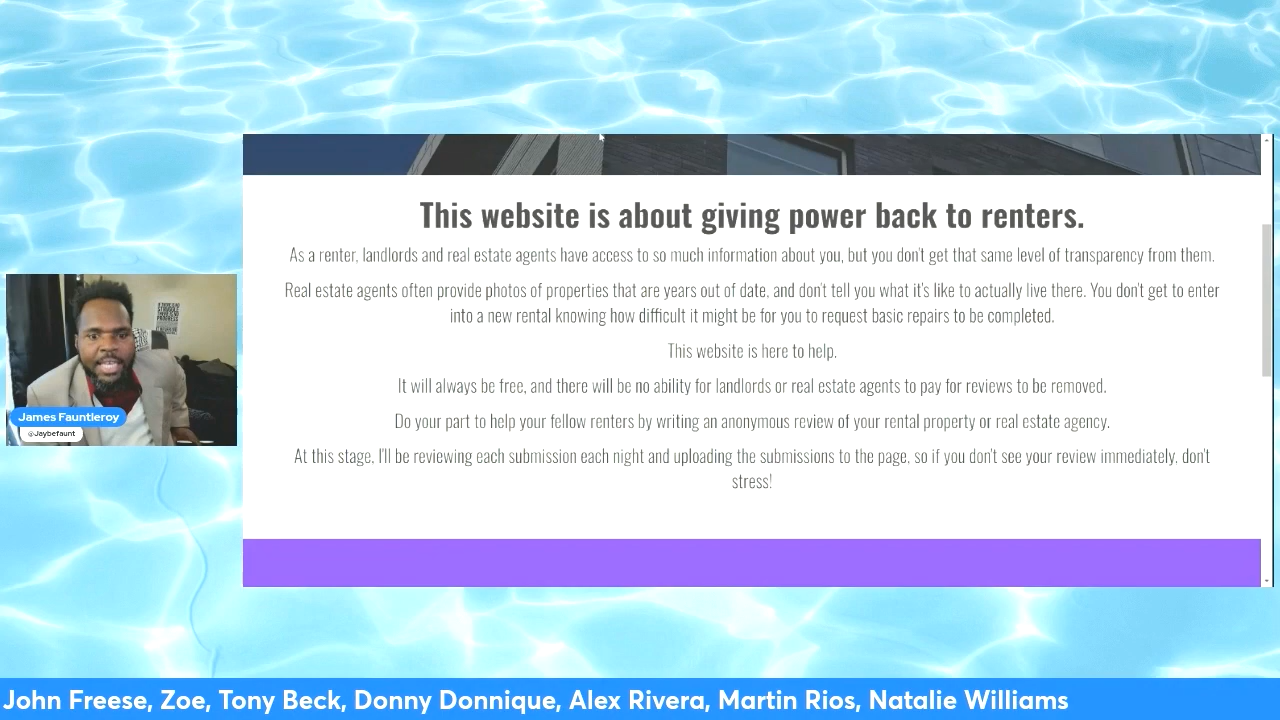 This website is about giving power back to renters.
As a renter, landlords and real estate agents have access to so much information about you, but you don't get that same level of transparency from them.
Real estate agents often provide photos of properties that are years out of date, and don't tell you what it's like to actually live there. You don't get to enter
into a new rental knowing how difficult it might be for you to request basic repairs to be completed.
This website is here to help.
It will always be free, and there will be no ability for landlords or real estate agents to pay for reviews to be removed.
Do your part to help your fellow renters by writing an anonymous review of your rental property or real estate agency.
At this stage, I'll be reviewing each submission each night and uploading the submissions to the page, so if you don't see your review immediately, don't
stress!
James Fauntleroy
@Jaybefaunt
John Freese, Zoe, Tony Beck, Donny Donnique, Alex Rivera, Martin Rios, Natalie Williams